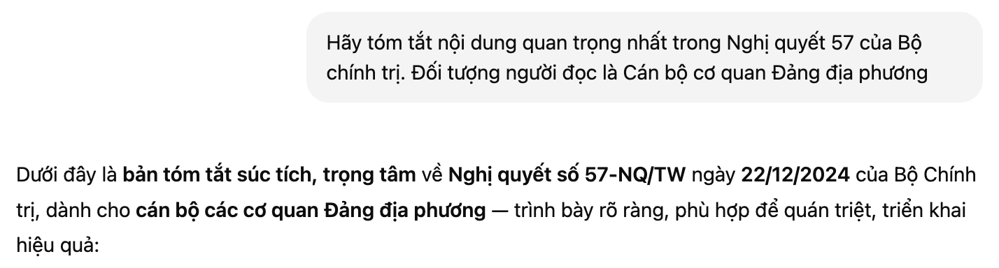 Hãy tóm tắt nội dung quan trọng nhất trong Nghị quyết 57 của Bộ
chính trị. Đối tượng người đọc là Cán bộ cơ quan Đảng địa phương
Dưới đây là bản tóm tắt súc tích, trọng tâm về Nghị quyết số 57-NQ/TW ngày 22/12/2024 của Bộ Chính
trị, dành cho cán bộ các cơ quan Đảng địa phương — trình bày rõ ràng, phù hợp để quán triệt, triển khai
hiệu quả: